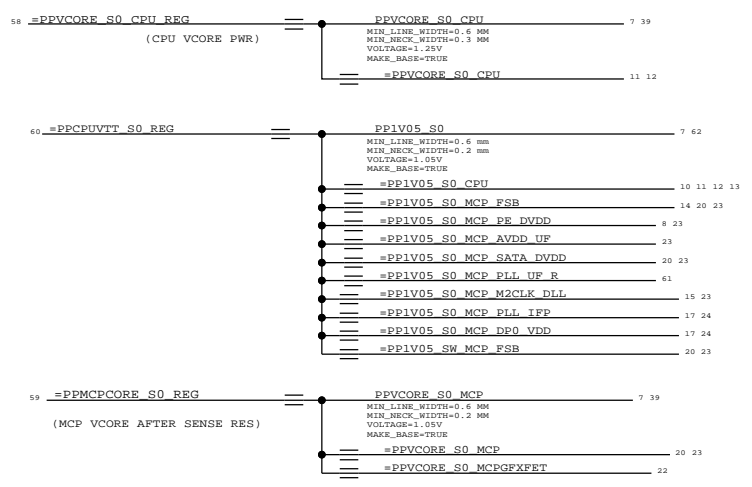 58 =PPVCORE_S0_CPU_REG PPVCORE_S0_CPU 7 39
(CPU VCORE PWR)
MIN_LINE_WIDTH=0.6 MM
MIN_NECK_WIDTH=0.3 MM
VOLTAGE=1.25V
MAKE_BASE=TRUE
=PPVCORE_S0_CPU 11 12
60 =PPCPUVTT_S0_REG PP1V05_S0 7 62
MIN_LINE_WIDTH=0.6 mm
MIN_NECK_WIDTH=0.2 mm
VOLTAGE=1.05V
MAKE_BASE=TRUE
=PP1V05_S0_CPU 10 11 12 13
=PP1V05_S0_MCP_FSB 14 20 23
=PP1V05_S0_MCP_PE_DVDD 8 23
=PP1V05_S0_MCP_AVDD_UF 23
=PP1V05_S0_MCP_SATA_DVDD 20 23
=PP1V05_S0_MCP_PLL_UF_R 61
=PP1V05_S0_MCP_M2CLK_DLL 15 23
=PP1V05_S0_MCP_PLL_IFP 17 24
=PP1V05_S0_MCP_DP0_VDD 17 24
=PP1V05_SW_MCP_FSB 20 23
59 =PPMCPCORE_S0_REG PPVCORE_S0_MCP 7 39
MIN_LINE_WIDTH=0.6 MM
MIN_NECK_WIDTH=0.2 MM
(MCP VCORE AFTER SENSE RES)
VOLTAGE=1.05V
MAKE_BASE=TRUE
=PPVCORE_S0_MCP 20 23
=PPVCORE_S0_MCPGFXFET 22